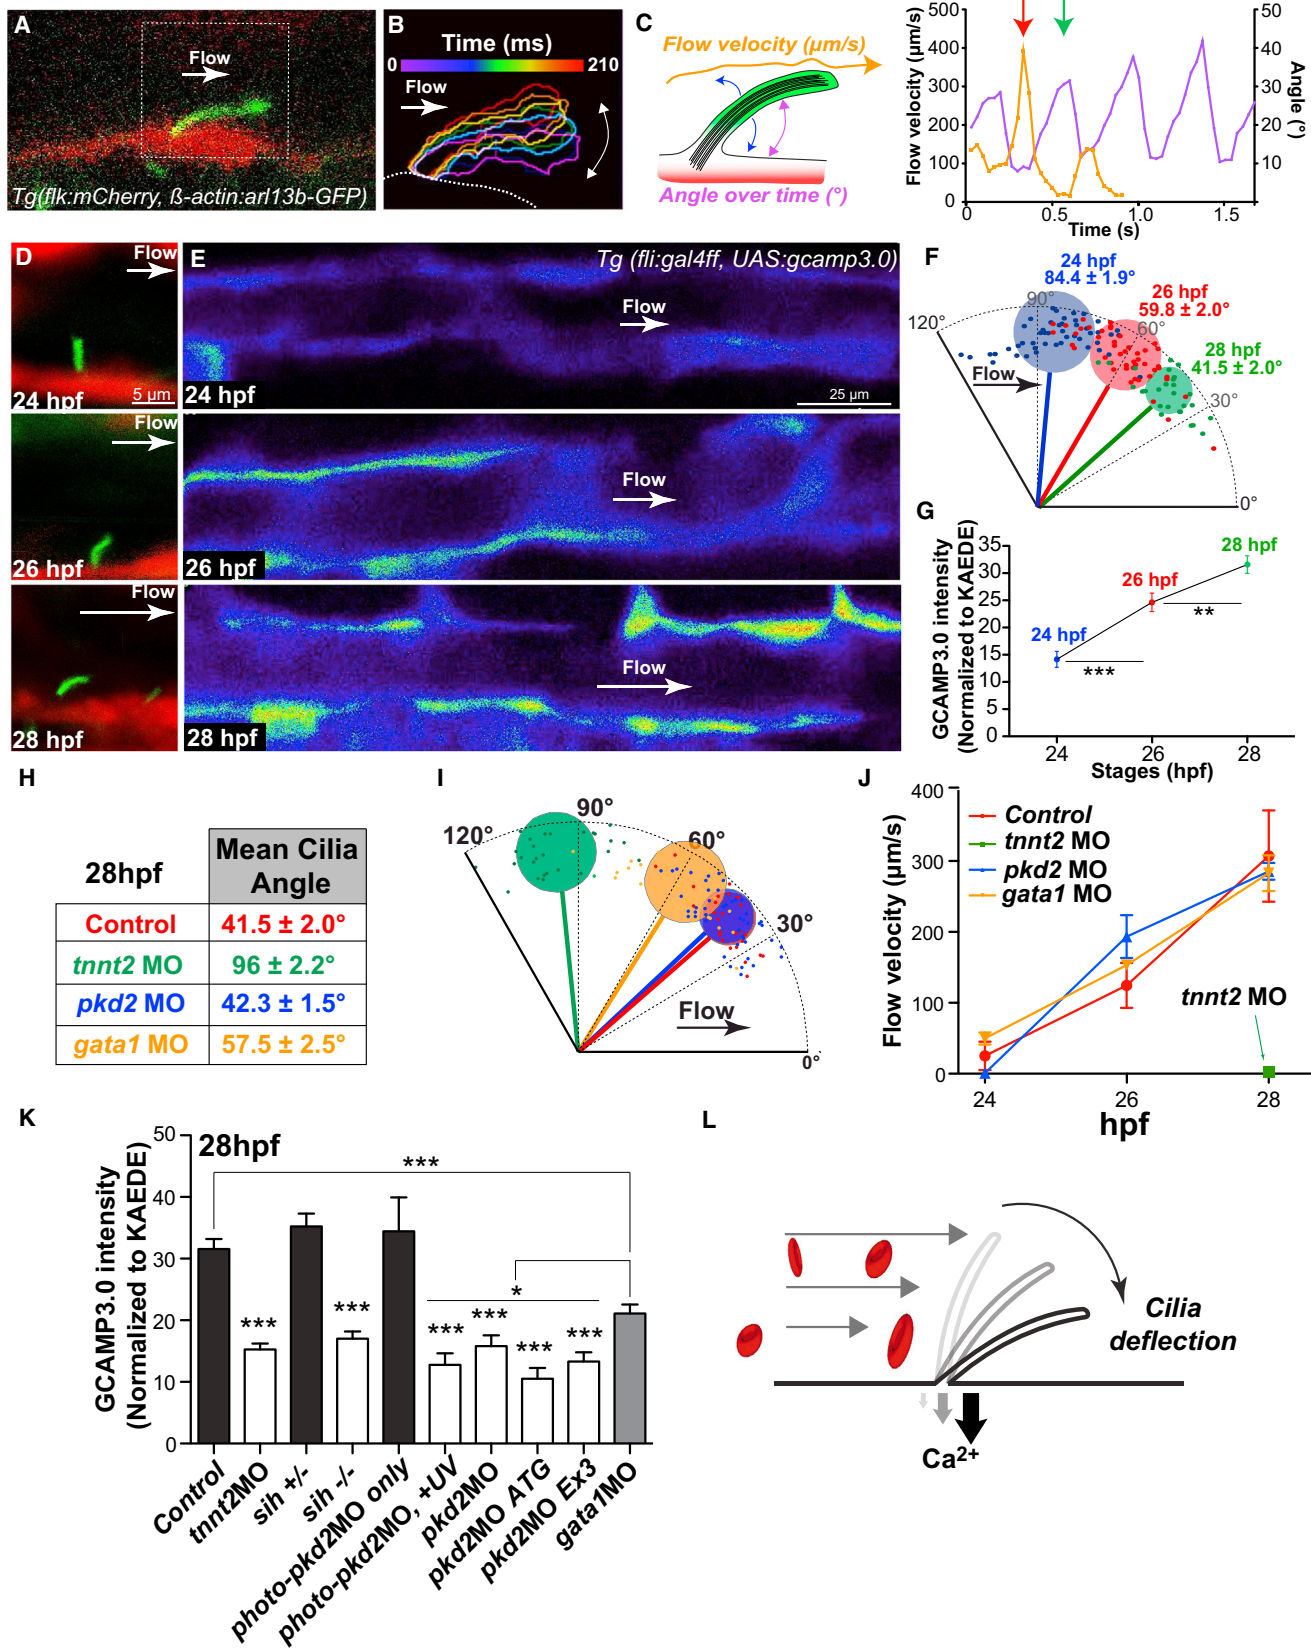 A
Flow
Tg(flk:mCherry, ß-actin:arl13b-GFP)
B
Time (ms)
0 210
Flow
C
Flow velocity (µm/s)
Angle over time (°)
Flow velocity (µm/s)
500
400
300
200
100
0
0 0.5 1.0 1.5
Time (s)
50
40
30
20
10
Angle (°)
D
Flow
24 hpf
5 µm
Flow
26 hpf
Flow
28 hpf
E
Tg (fli:gal4ff, UAS:gcamp3.0)
Flow
24 hpf
25 µm
Flow
26 hpf
Flow
28 hpf
F
24 hpf
84.4 ± 1.9°
26 hpf
59.8 ± 2.0°
28 hpf
41.5 ± 2.0°
120°
90°
60°
30°
0°
Flow
G
GCAMP3.0 intensity
(Normalized to KAEDE)
35
30
25
20
15
10
5
0
24 hpf
26 hpf
28 hpf
***
**
24 26 28
Stages (hpf)
H
28hpf Mean Cilia
Angle
Control 41.5 ± 2.0°
tnnt2 MO 96 ± 2.2°
pkd2 MO 42.3 ± 1.5°
gata1 MO 57.5 ± 2.5°
I
120°
90°
60°
30°
0°
Flow
J
Flow velocity (µm/s)
400
300
200
100
0
Control
tnnt2 MO
pkd2 MO
gata1 MO
tnnt2 MO
24 26 28
hpf
K
28hpf
GCAMP3.0 intensity
(Normalized to KAEDE)
50
40
30
20
10
0
***
*
***
***
***
***
***
***
Control
tnnt2MO
sih +/-
sih -/-
photo-pkd2MO only
photo-pkd2MO, +UV
pkd2MO
pkd2MO ATG
pkd2MO Ex3
gata1MO
L
Cilia
deflection
Ca2+